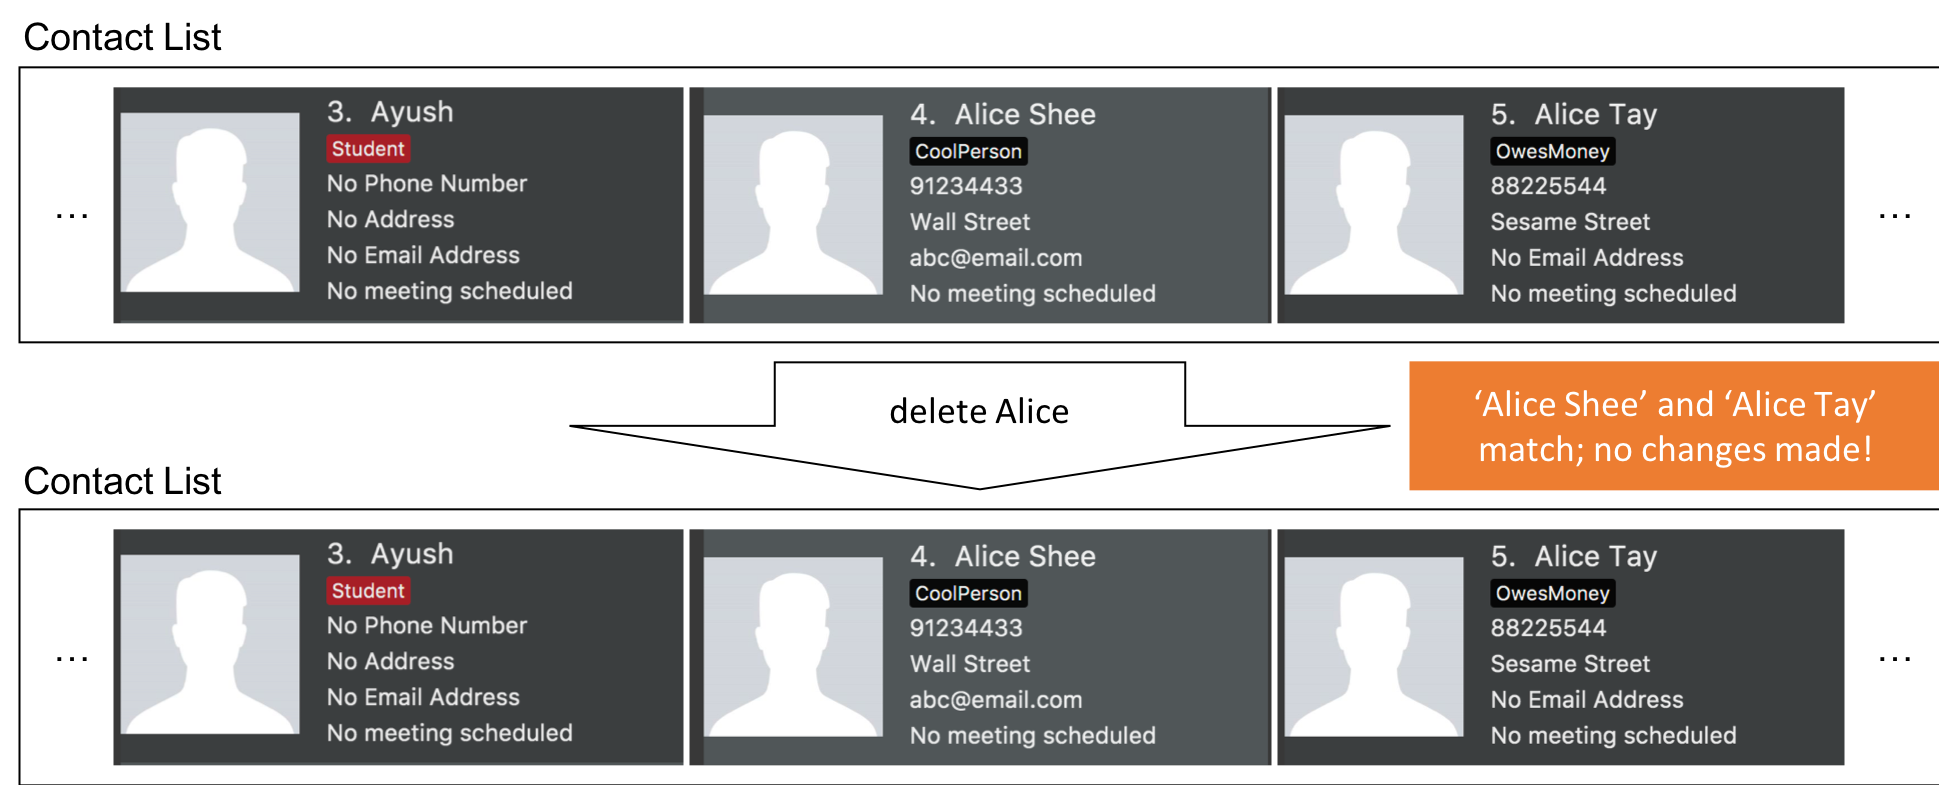 Contact List
...
3. Ayush
Student
No Phone Number
No Address
No Email Address
No meeting scheduled
4. Alice Shee
CoolPerson
91234433
Wall Street
abc@email.com
No meeting scheduled
5. Alice Tay
OwesMoney
88225544
Sesame Street
No Email Address
No meeting scheduled
...
delete Alice
‘Alice Shee’ and ‘Alice Tay’
match; no changes made!
Contact List
...
3. Ayush
Student
No Phone Number
No Address
No Email Address
No meeting scheduled
4. Alice Shee
CoolPerson
91234433
Wall Street
abc@email.com
No meeting scheduled
5. Alice Tay
OwesMoney
88225544
Sesame Street
No Email Address
No meeting scheduled
...